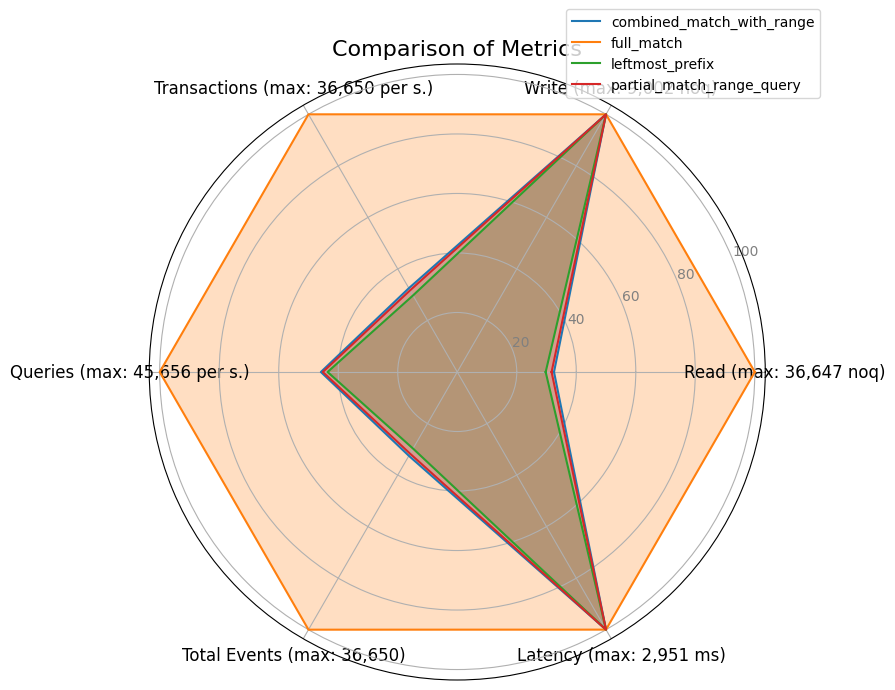 combined_match_with_range
full_match
leftmost_prefix
partial_match_range_query
Comparison of Metrics
Transactions (max: 36,650 per s.)
Write (max: noq)
100
80
60
40
20
Queries (max: 45,656 per s.)
Read (max: 36,647 noq)
Total Events (max: 36,650)
Latency (max: 2,951 ms)